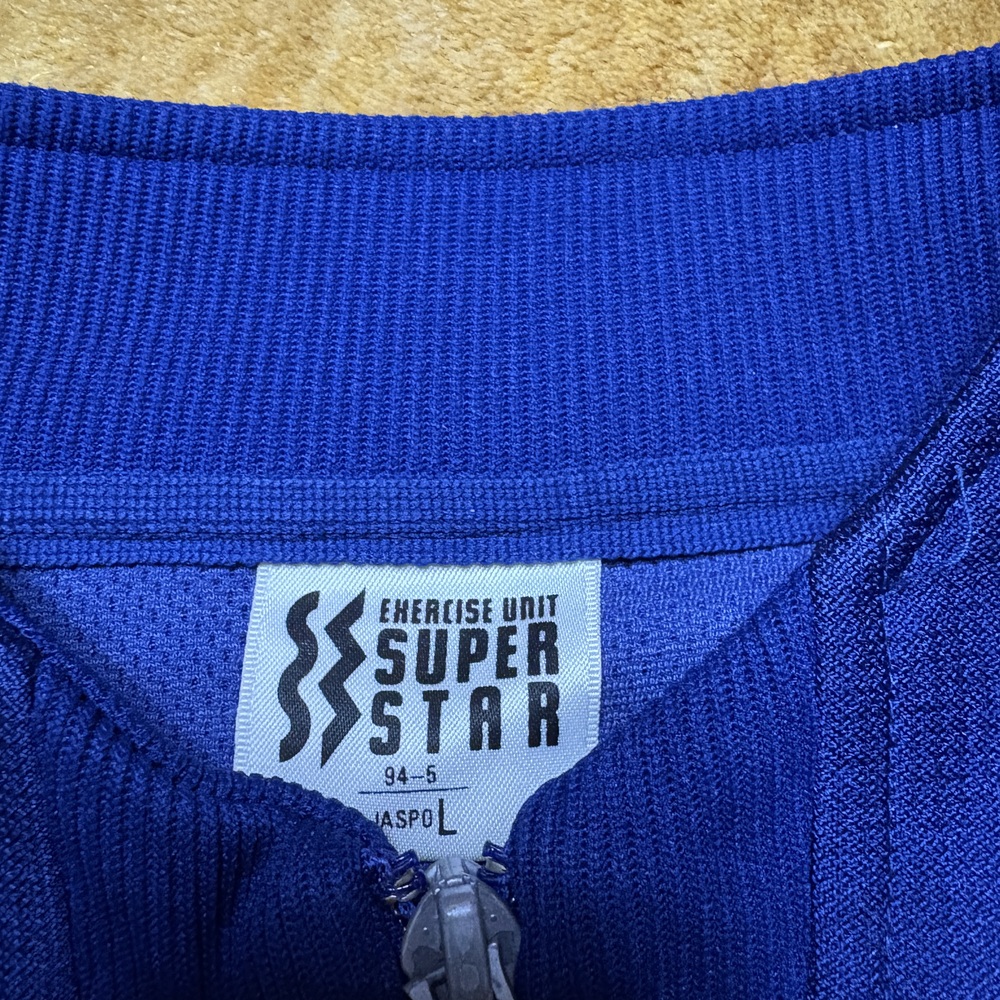 EXERCISE UNIT
SUPER
STAR
94-5
JASPO L